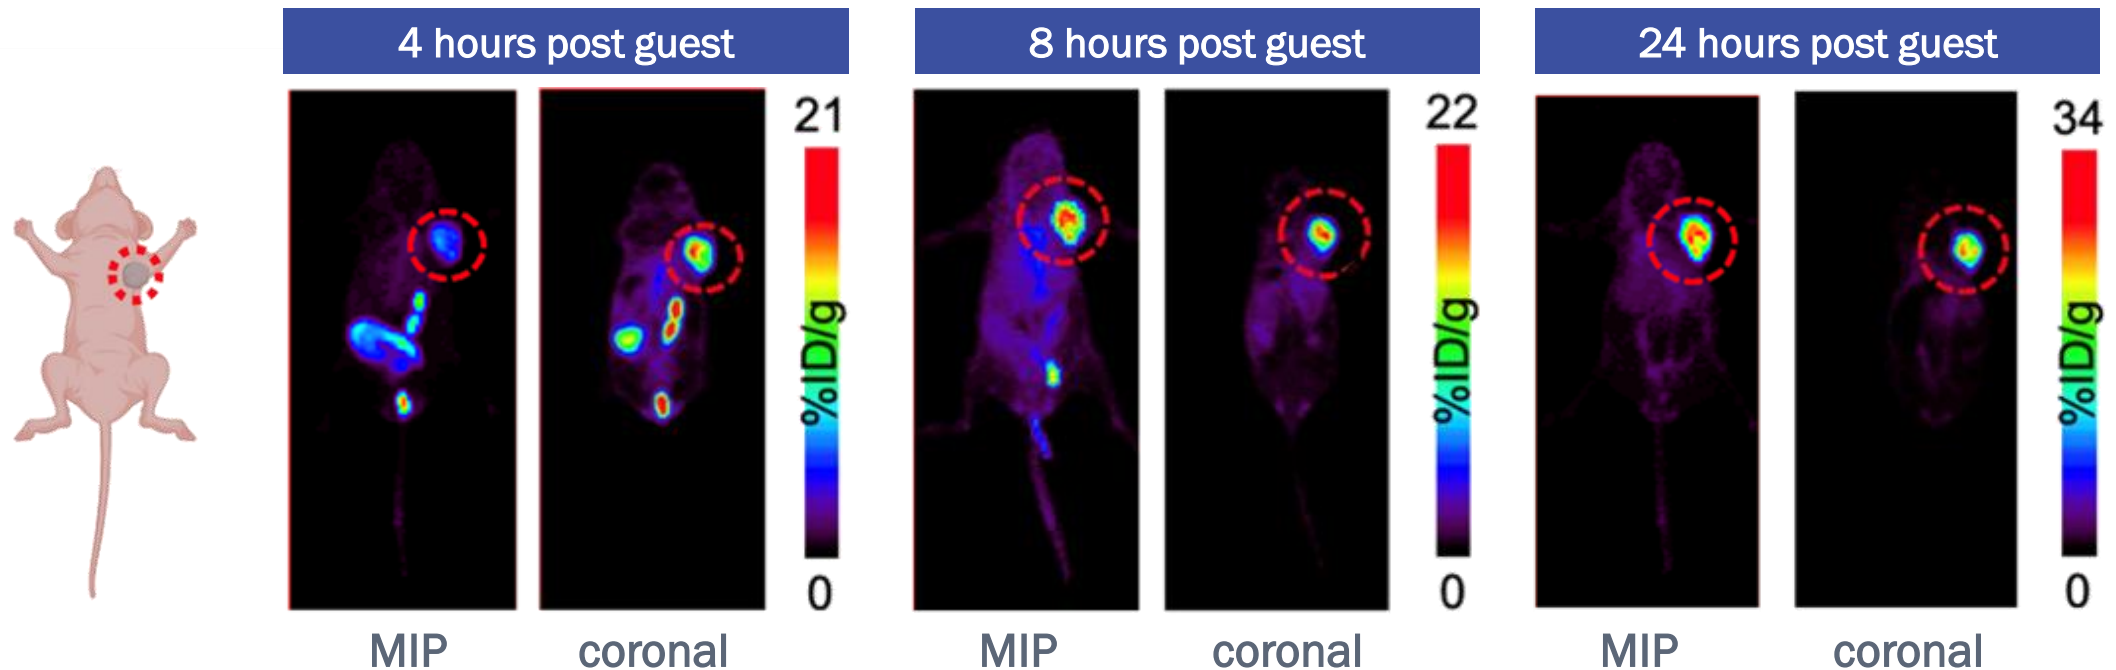 4 hours post guest
8 hours post guest
24 hours post guest
21
%ID/g
0
22
%ID/g
0
34
%ID/g
0
MIP
coronal
MIP
coronal
MIP
coronal